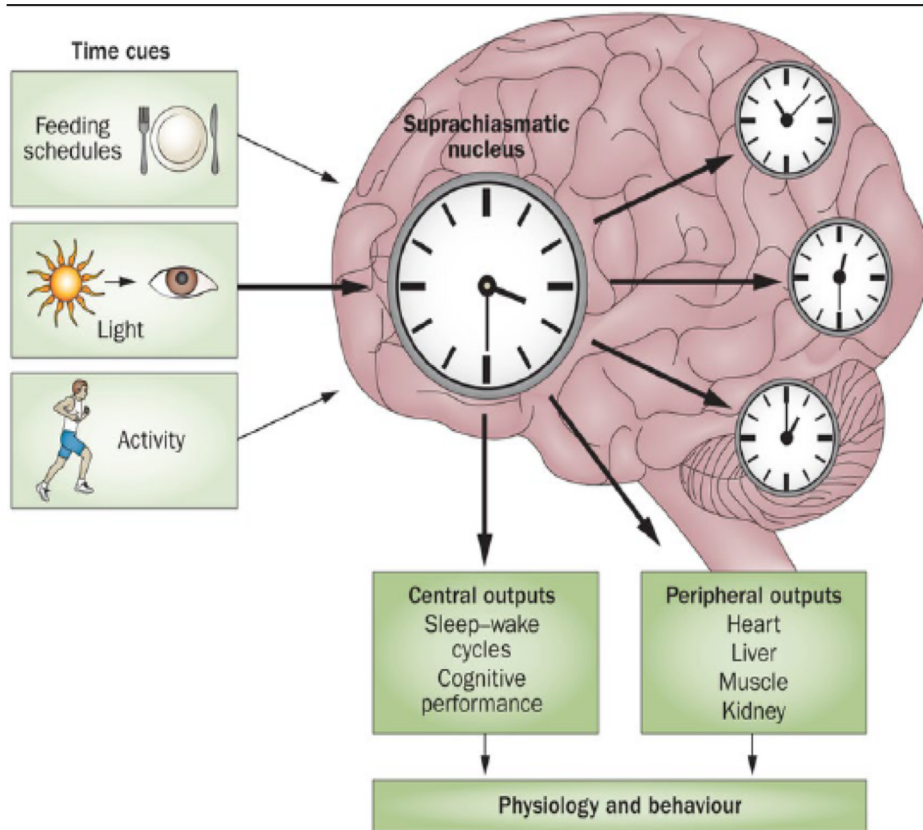 Time cues
Feeding
schedules
Light
Activity
Suprachiasmatic
nucleus
Central outputs
Sleep–wake
cycles
Cognitive
performance
Peripheral outputs
Heart
Liver
Muscle
Kidney
Physiology and behaviour